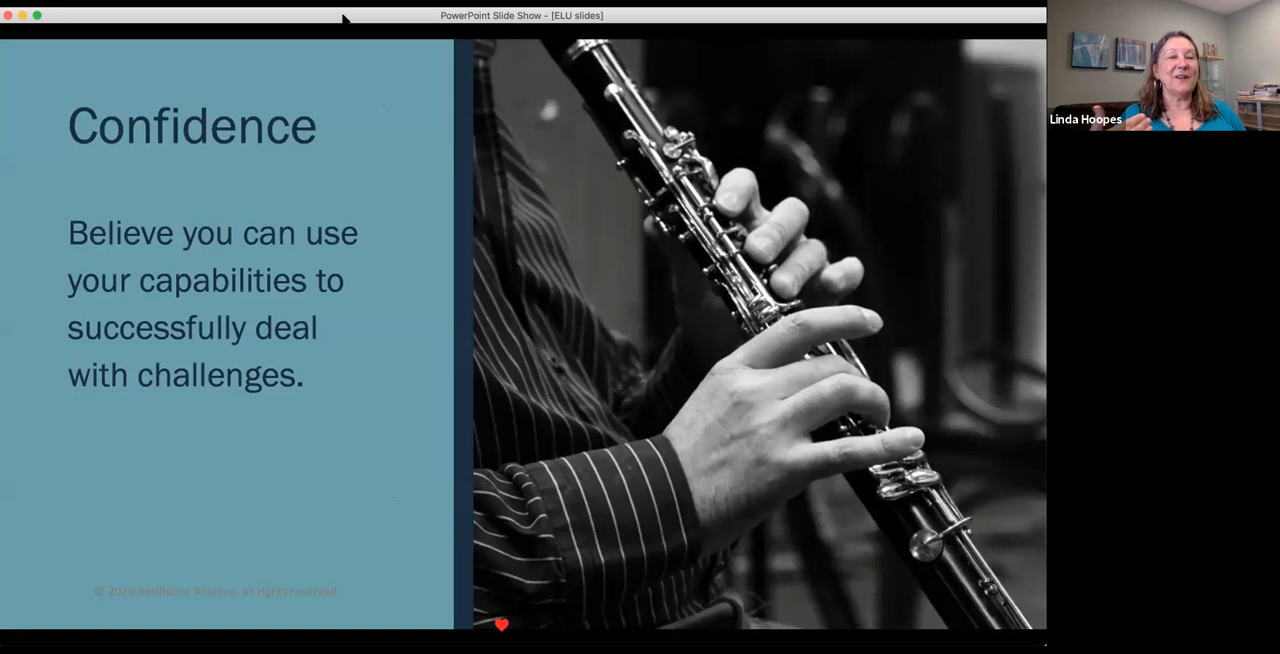 PowerPoint Slide Show - [ELU slides]
Confidence
Believe you can use
your capabilities to
successfully deal
with challenges.
© 2020 Resilience Alliance, all rights reserved
Linda Hoopes